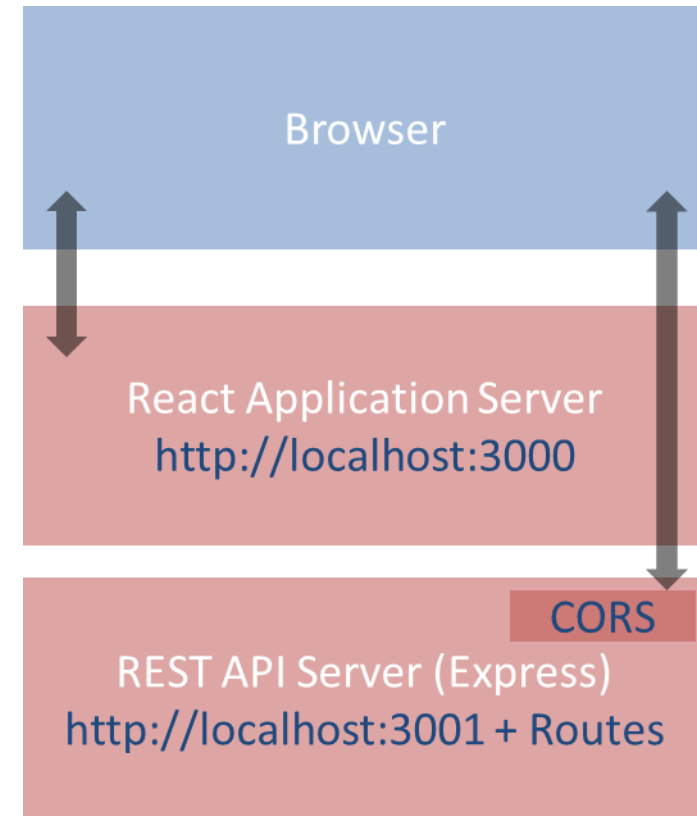 Browser
React Application Server
http://localhost:3000
CORS
REST API Server (Express)
http://localhost:3001 + Routes